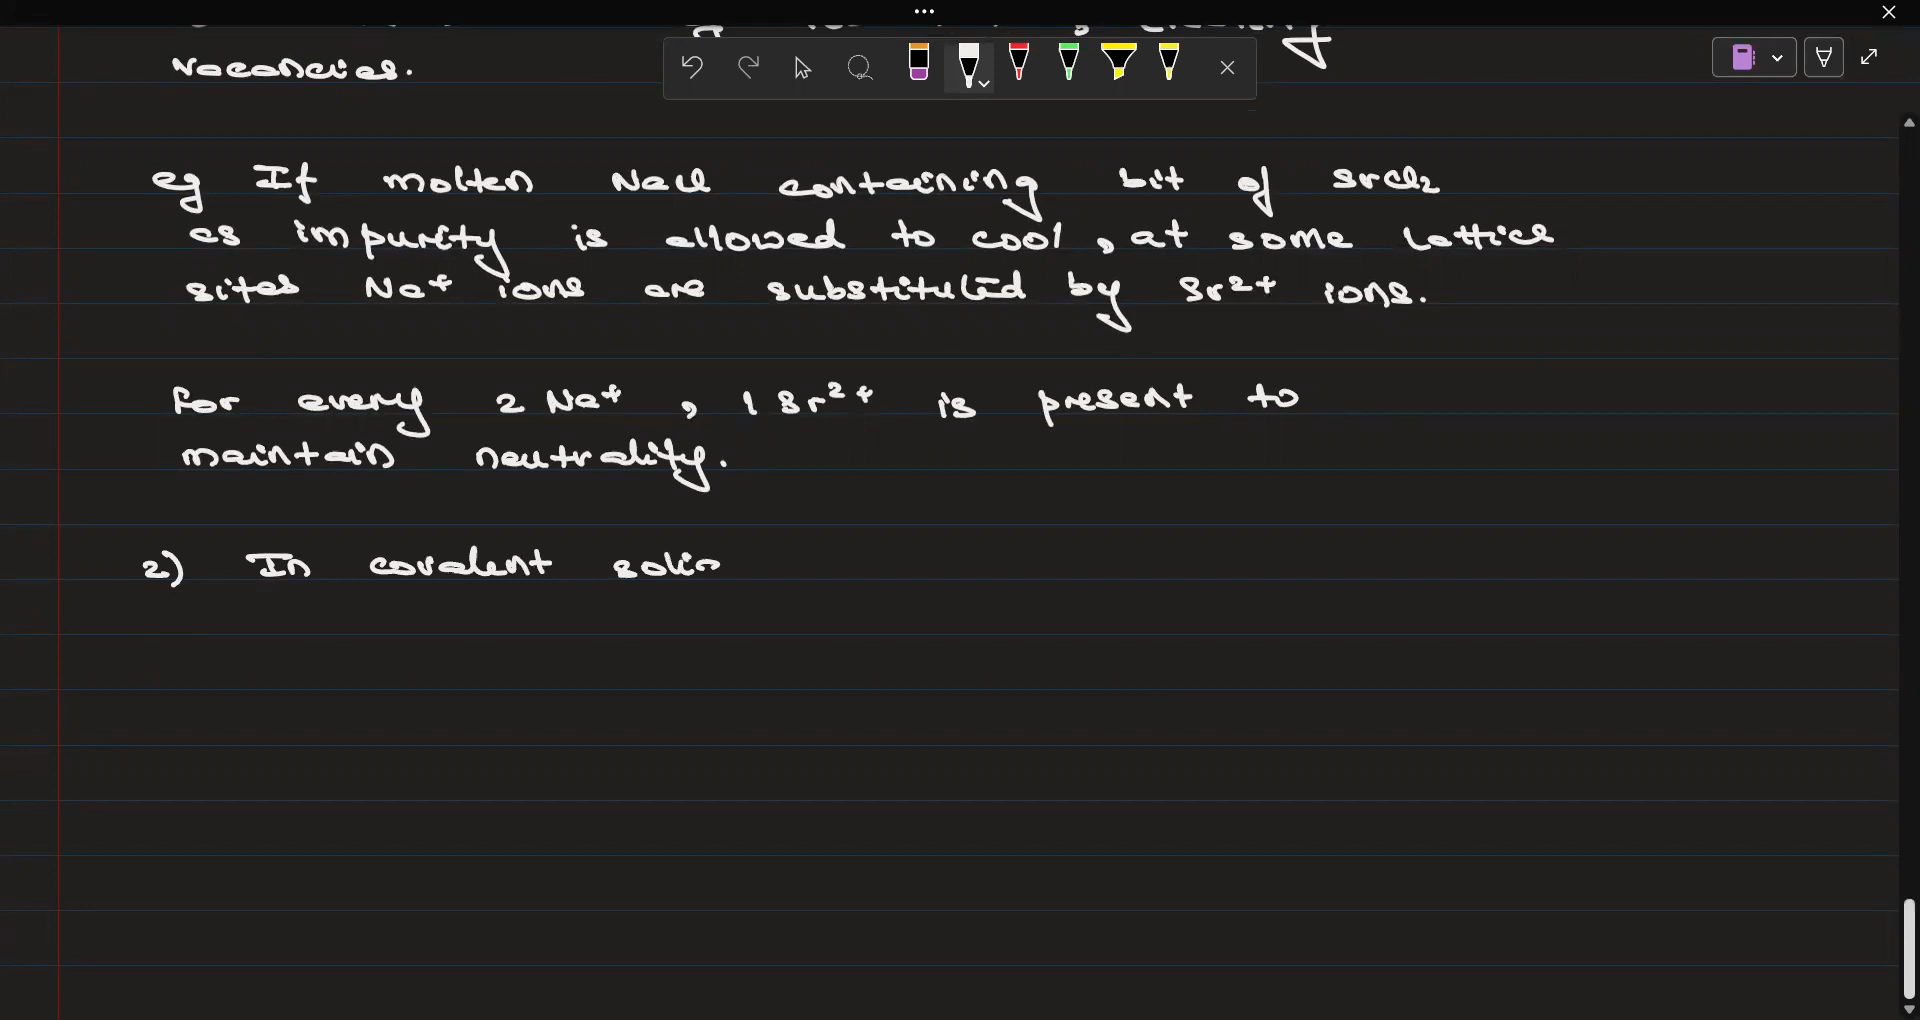 vacancies.
eg If molten NaCl containing bit of SrCl2
as impurity is allowed to cool, at some lattice
sites Na+ ions are substituted by Sr2+ ions.
For every 2 Na+, 1 Sr2+ is present to
maintain neutrality.
2) In covalent solid